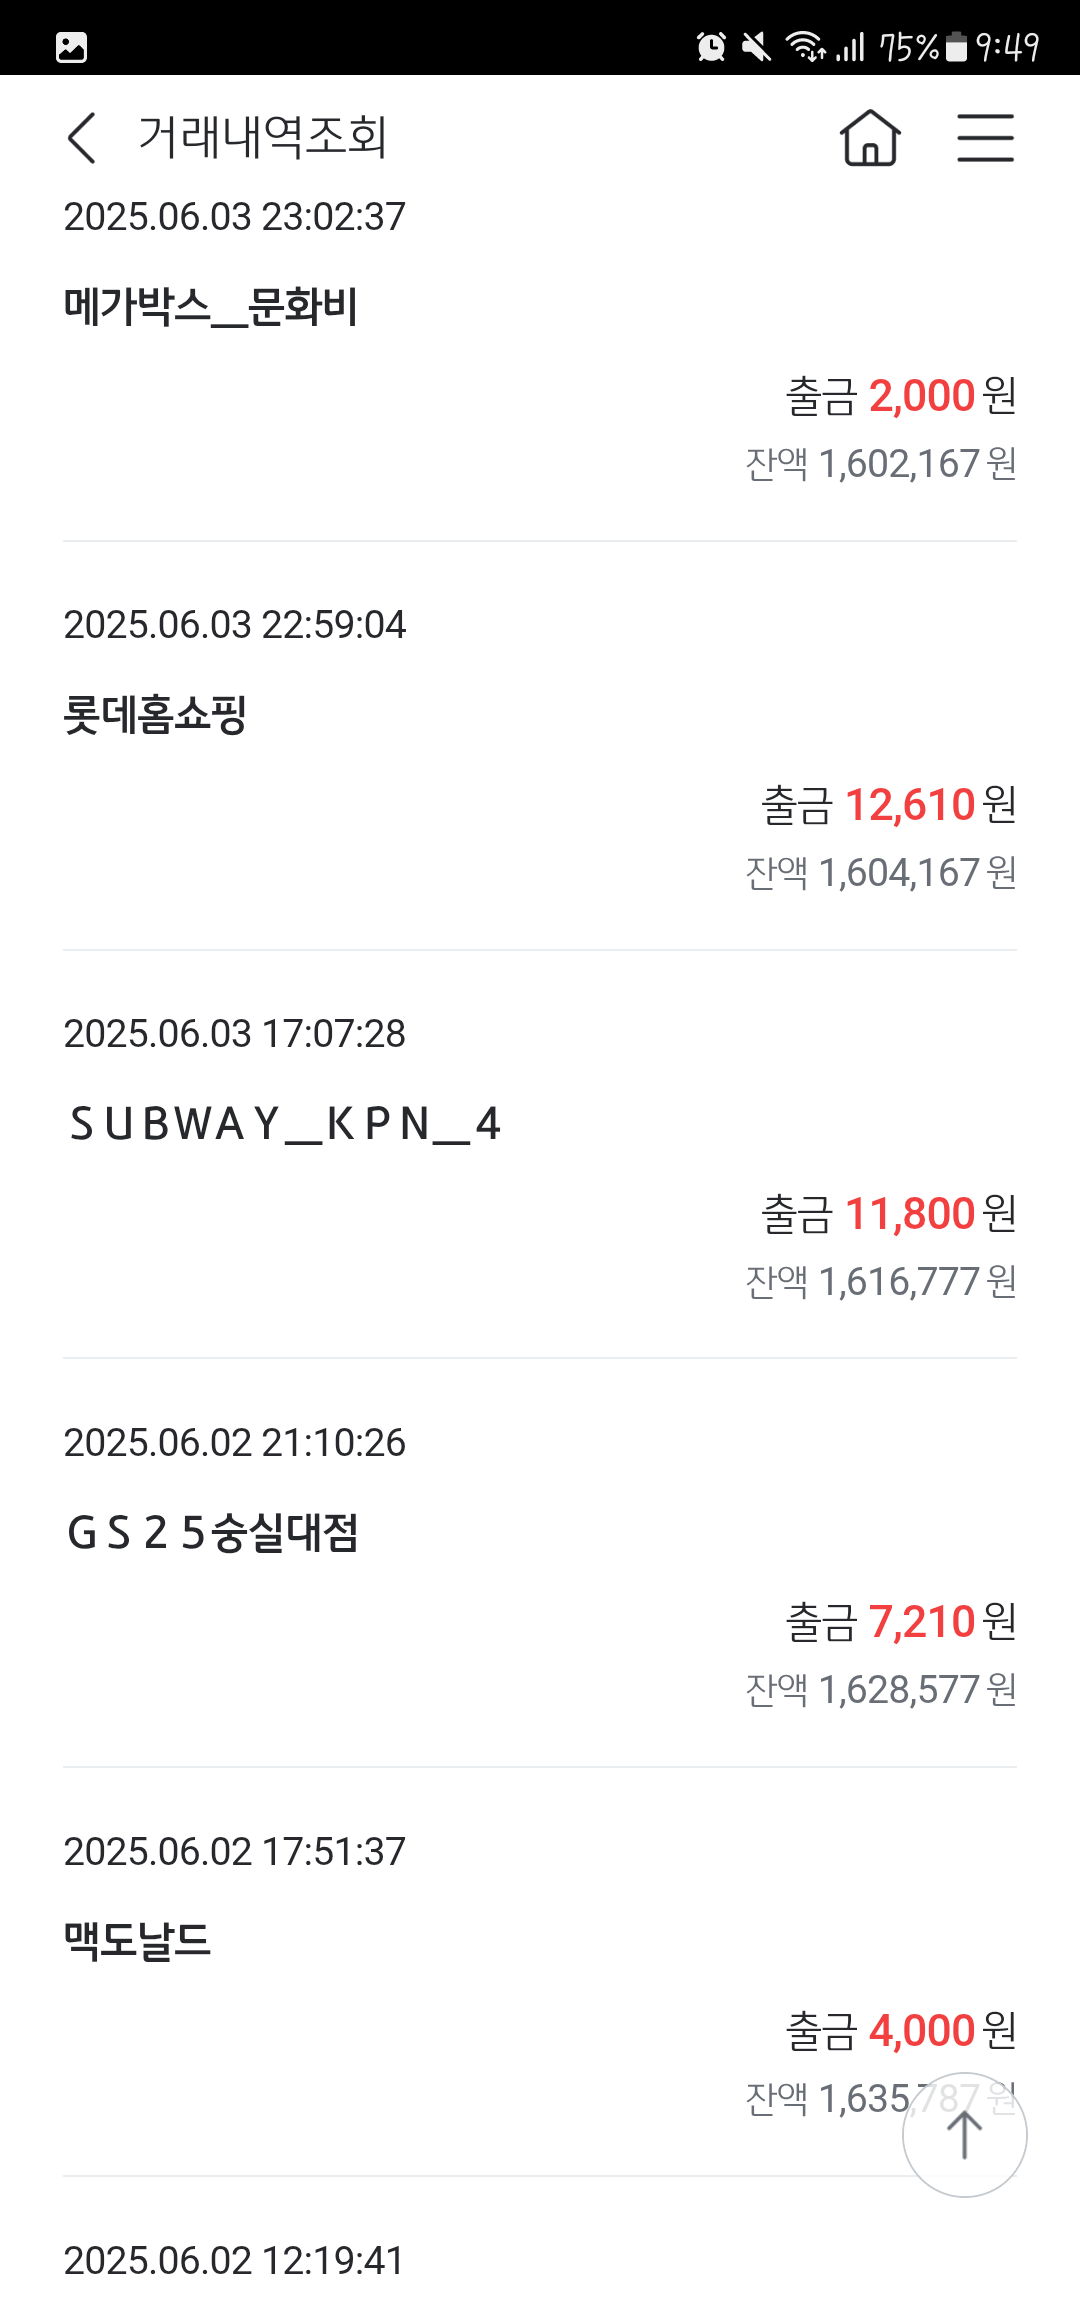 75% 9:49
거래내역조회
2025.06.03 23:02:37
메가박스__문화비
출금 2,000 원
잔액 1,602,167 원
2025.06.03 22:59:04
롯데홈쇼핑
출금 12,610 원
잔액 1,604,167 원
2025.06.03 17:07:28
ＳＵＢＷＡＹ＿ＫＰＮ＿４
출금 11,800 원
잔액 1,616,777 원
2025.06.02 21:10:26
ＧＳ２５숭실대점
출금 7,210 원
잔액 1,628,577 원
2025.06.02 17:51:37
맥도날드
출금 4,000 원
잔액 1,635,787 원
2025.06.02 12:19:41